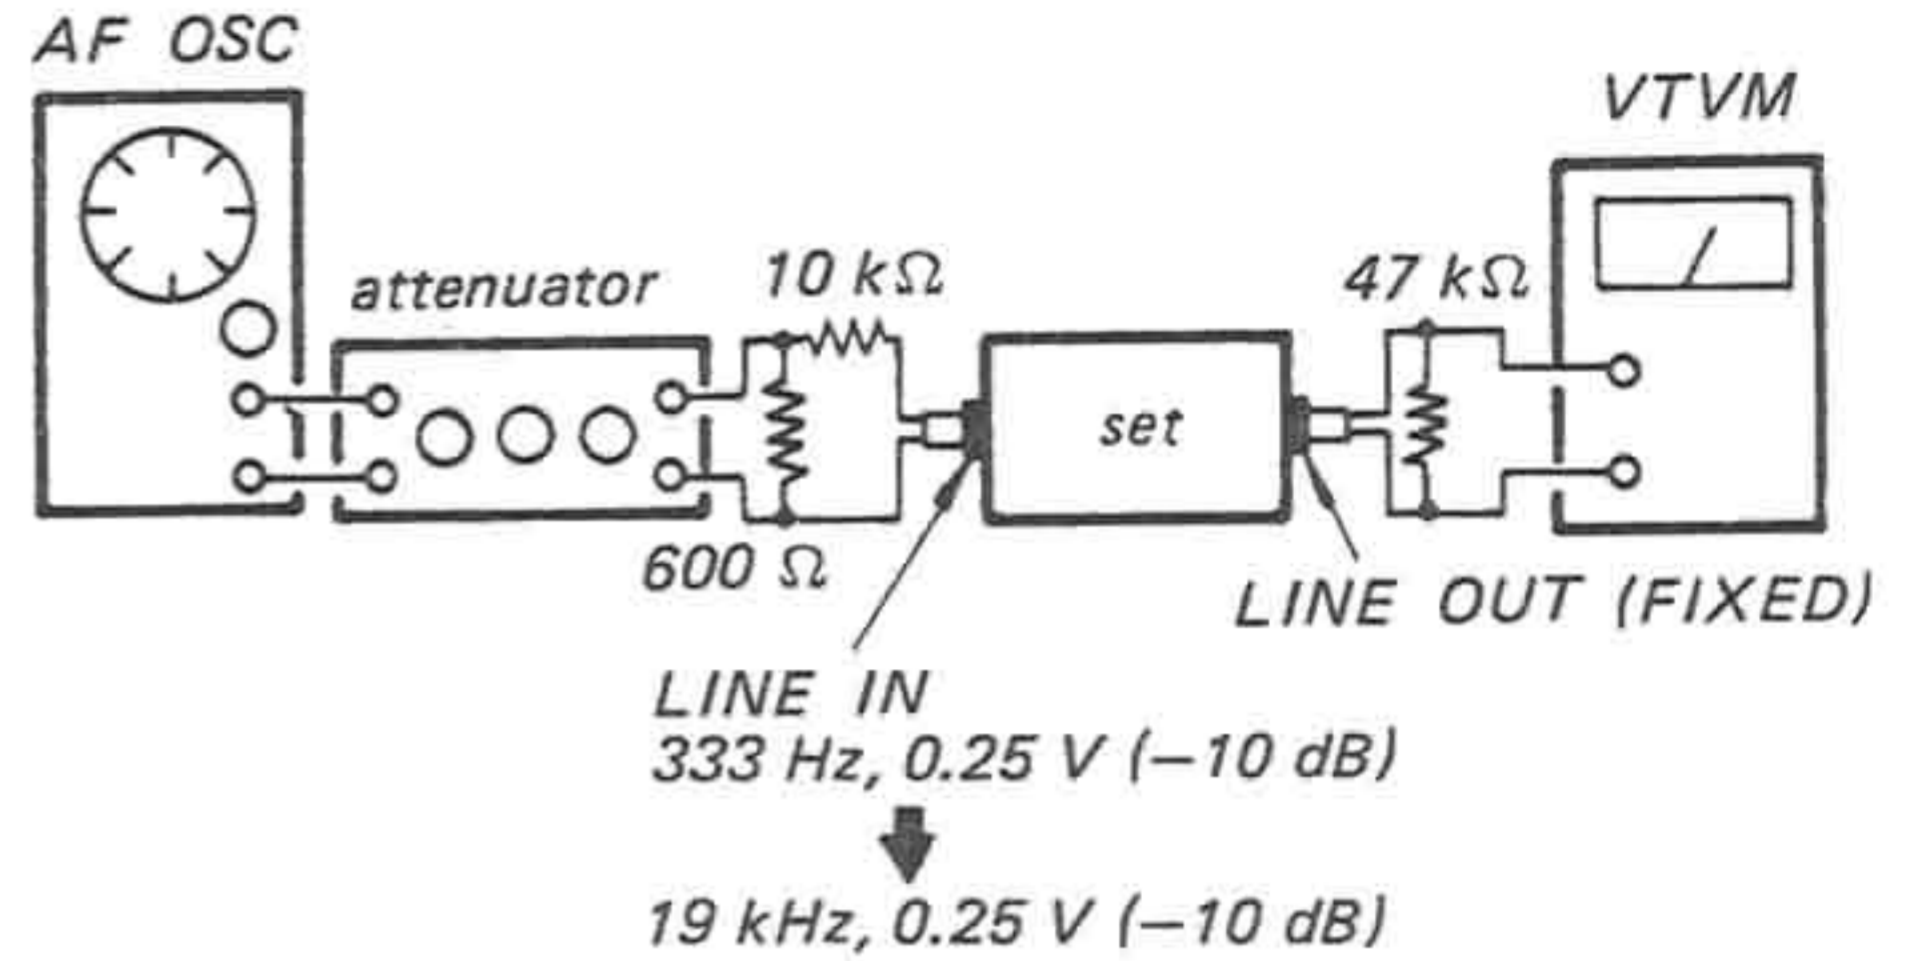 AF OSC
VTVM
attenuator
10 kΩ
47 kΩ
set
600 Ω
LINE OUT (FIXED)
LINE IN
333 Hz, 0.25 V (—10 dB)
19 kHz, 0.25 V (—10 dB)